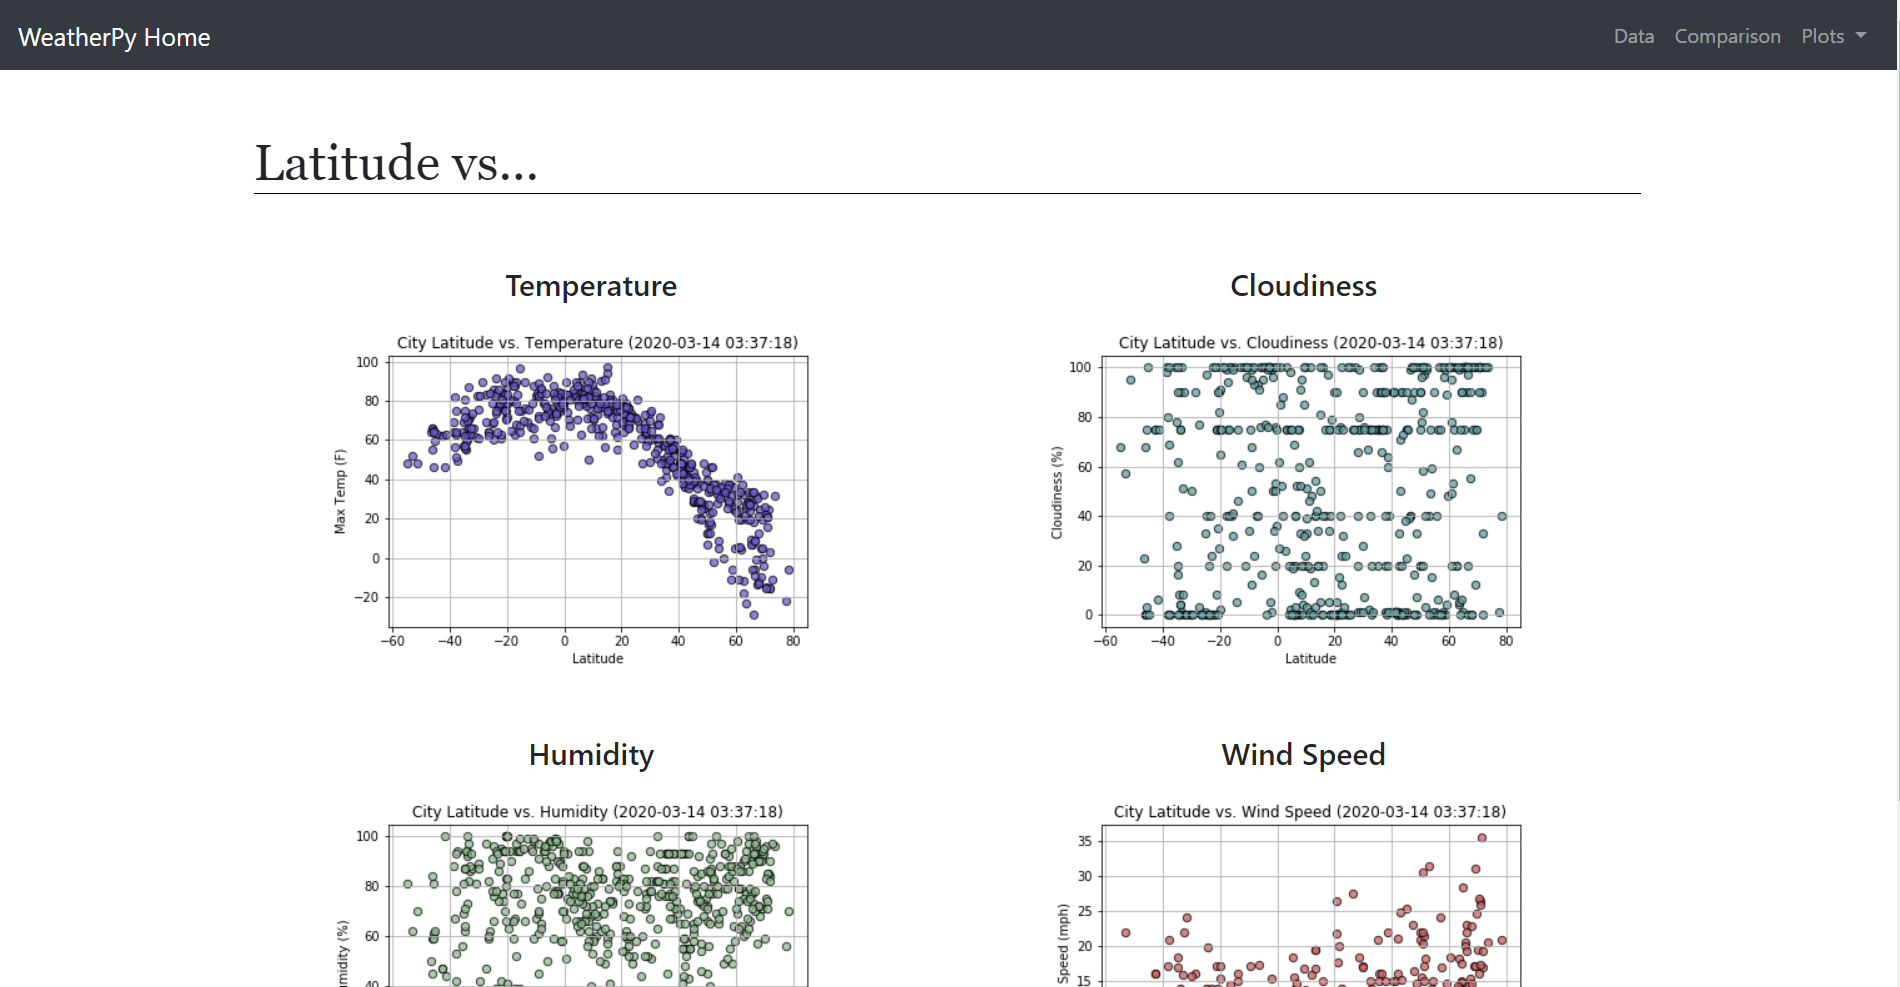 WeatherPy Home
Data Comparison Plots
Latitude vs...
Temperature
Cloudiness
City Latitude vs. Temperature (2020-03-14 03:37:18)
100
80
60
40
20
0
−20
Max Temp (F)
−60 −40 −20 0 20 40 60 80
Latitude
City Latitude vs. Cloudiness (2020-03-14 03:37:18)
100
80
60
40
20
0
Cloudiness (%)
−60 −40 −20 0 20 40 60 80
Latitude
Humidity
Wind Speed
City Latitude vs. Humidity (2020-03-14 03:37:18)
100
80
60
40
midity (%)
City Latitude vs. Wind Speed (2020-03-14 03:37:18)
35
30
25
20
15
Speed (mph)